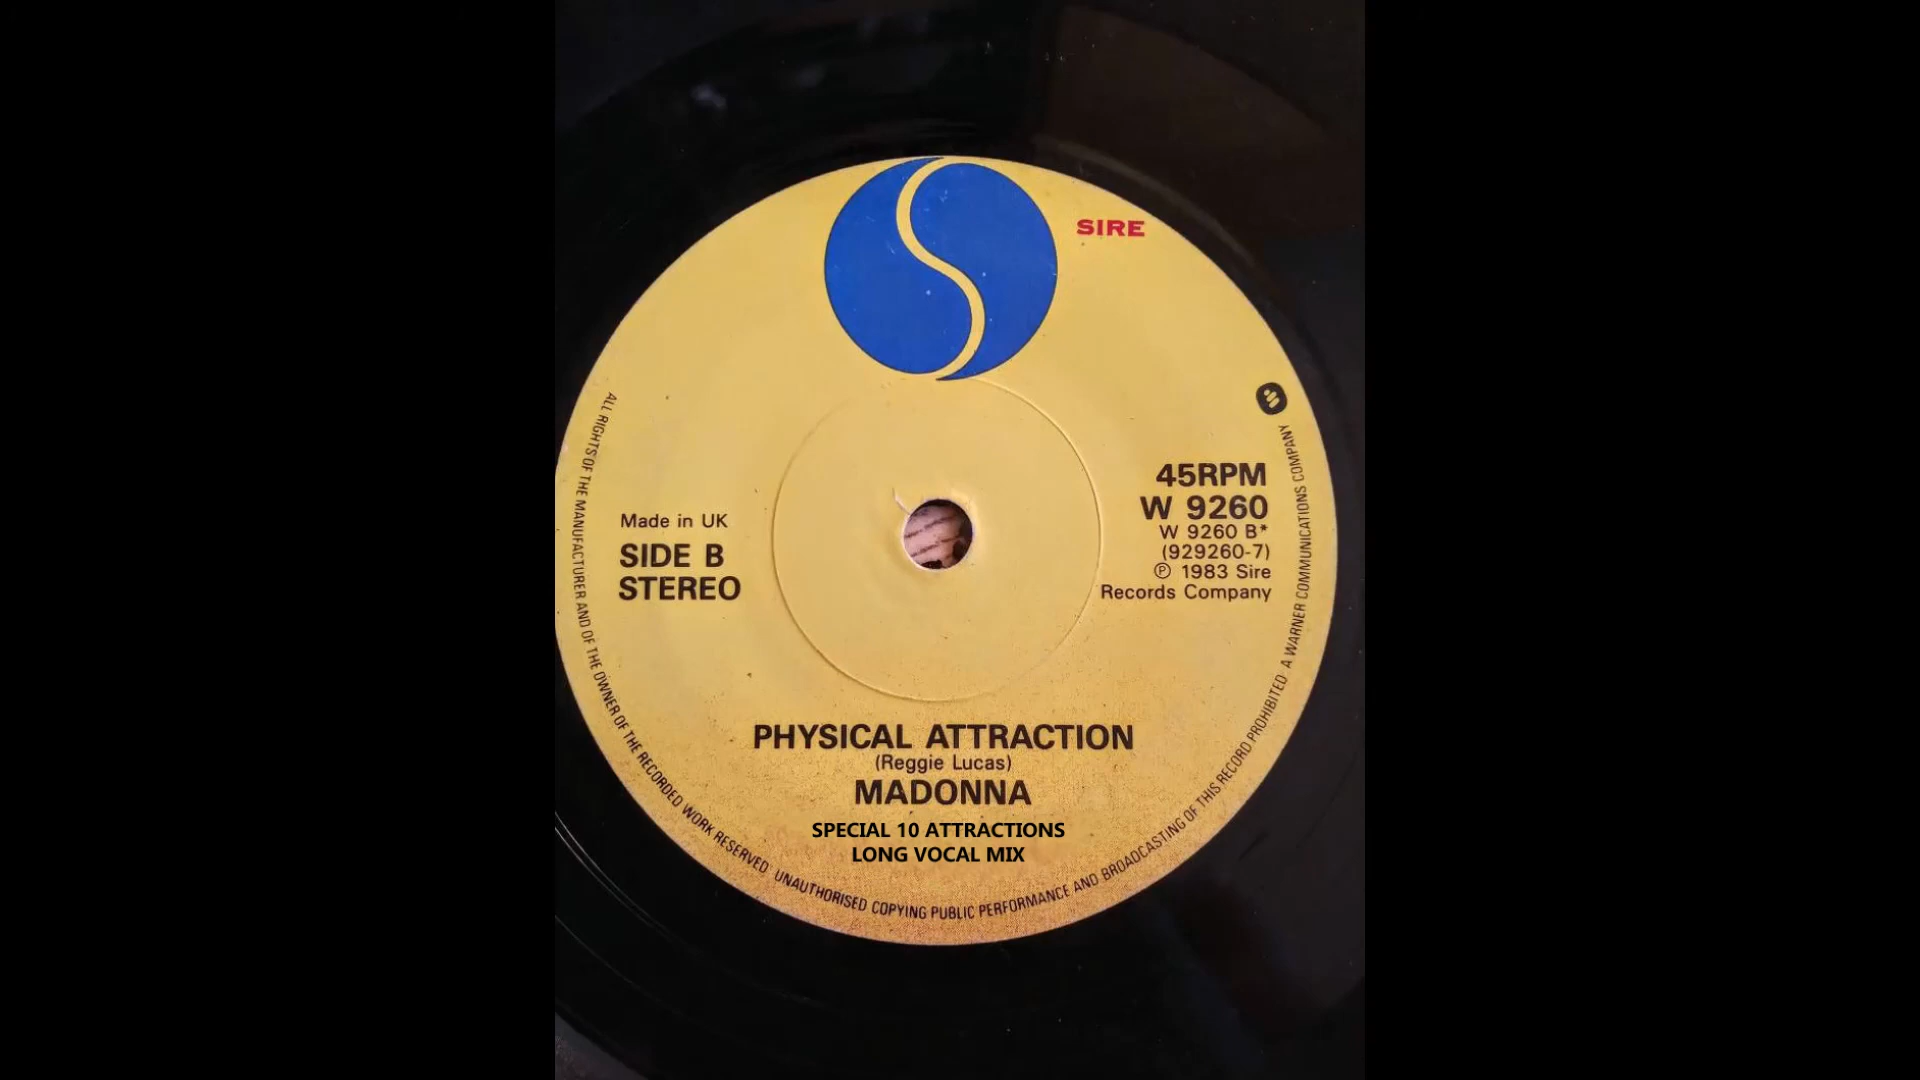 SIRE
45RPM
W 9260
W 9260 B*
(929260-7)
℗ 1983 Sire
Records Company
Made in UK
SIDE B
STEREO
PHYSICAL ATTRACTION
(Reggie Lucas)
MADONNA
SPECIAL 10 ATTRACTIONS
LONG VOCAL MIX
ALL RIGHTS OF THE MANUFACTURER AND OF THE OWNER OF THE RECORDED WORK RESERVED UNAUTHORISED COPYING PUBLIC PERFORMANCE AND BROADCASTING OF THIS RECORD PROHIBITED · A WARNER COMMUNICATIONS COMPANY